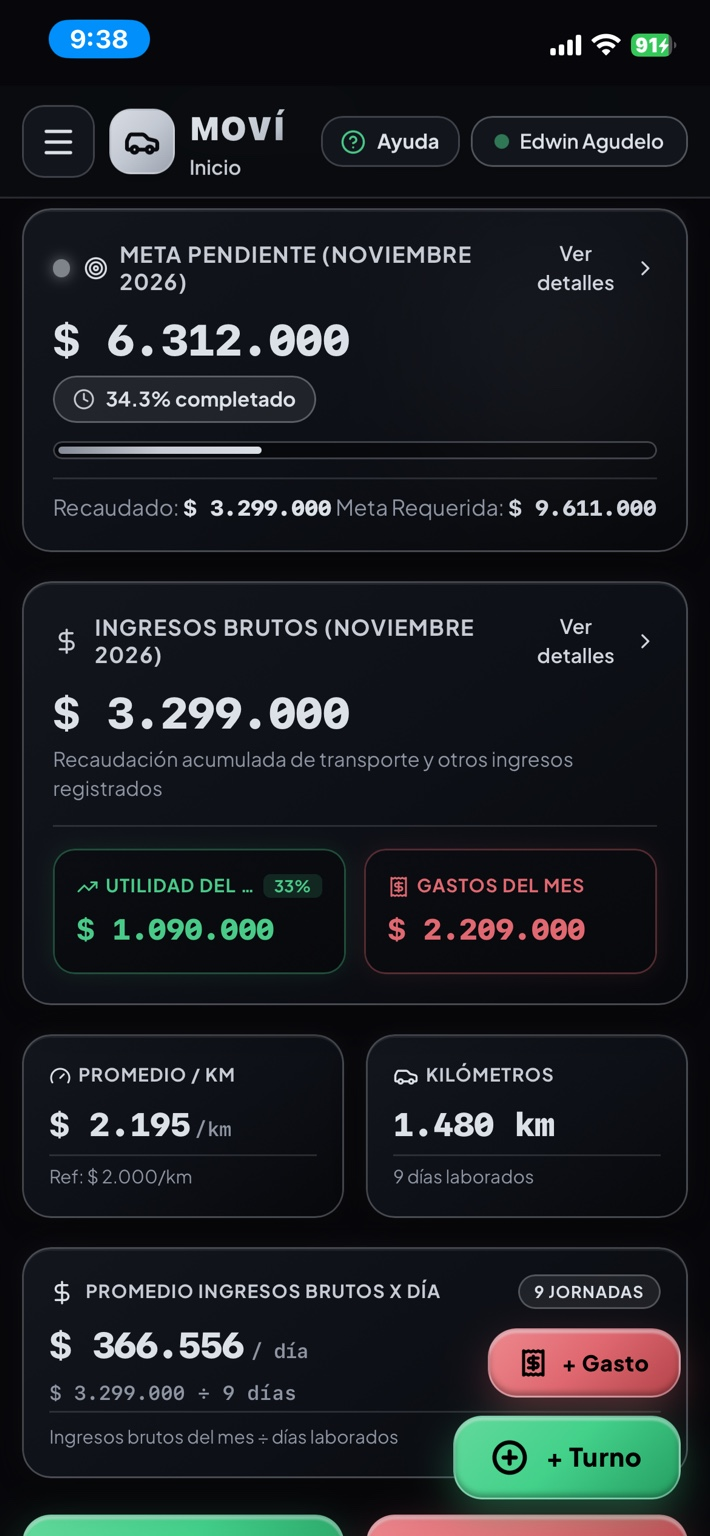 9:38
91
MOVÍ
Inicio
Ayuda
Edwin Agudelo
META PENDIENTE (NOVIEMBRE
2026)
Ver
detalles
$ 6.312.000
34.3% completado
Recaudado: $ 3.299.000 Meta Requerida: $ 9.611.000
INGRESOS BRUTOS (NOVIEMBRE
2026)
Ver
detalles
$ 3.299.000
Recaudación acumulada de transporte y otros ingresos
registrados
UTILIDAD DEL ... 33%
$ 1.090.000
GASTOS DEL MES
$ 2.209.000
PROMEDIO / KM
$ 2.195 /km
Ref: $ 2.000/km
KILÓMETROS
1.480 km
9 días laborados
PROMEDIO INGRESOS BRUTOS X DÍA
9 JORNADAS
$ 366.556 / día
$ 3.299.000 ÷ 9 días
Ingresos brutos del mes ÷ días laborados
+ Gasto
+ Turno